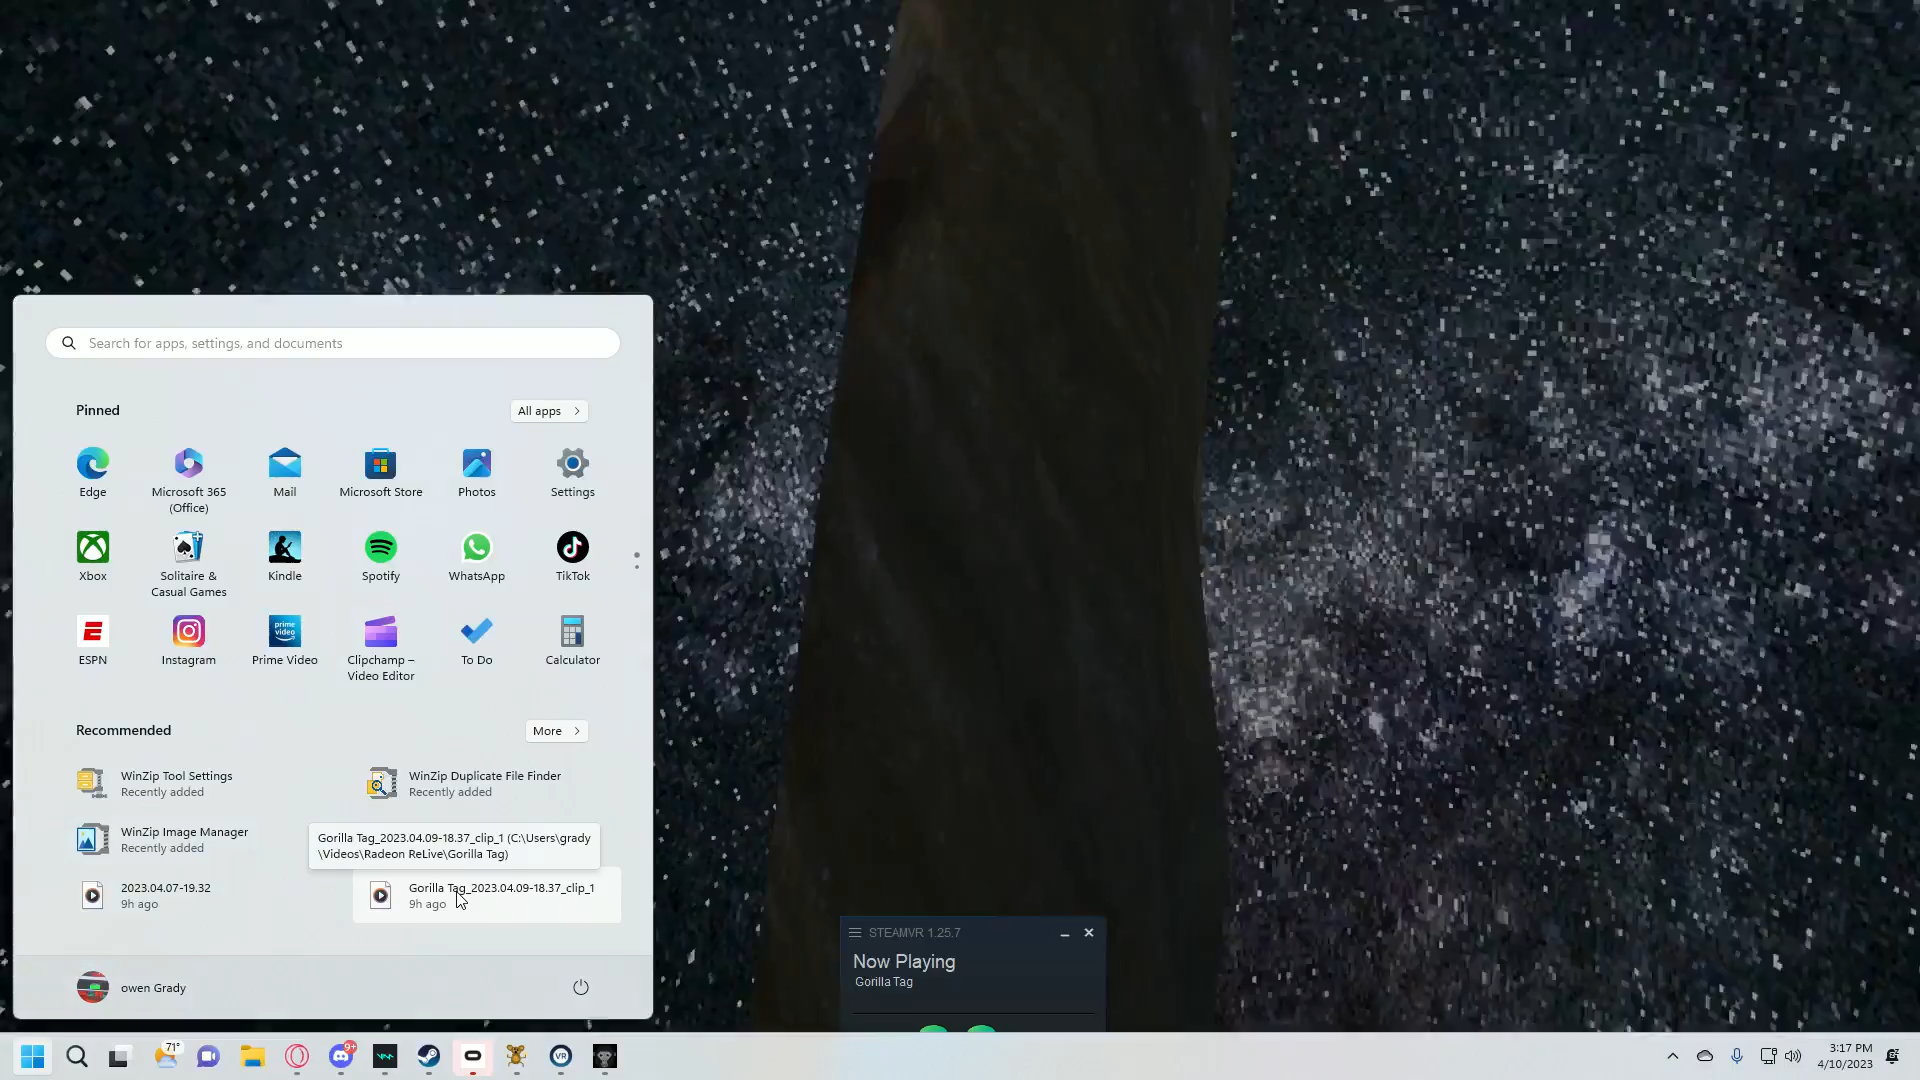 Search for apps, settings, and documents
Pinned
All apps
Edge
Microsoft 365
(Office)
Mail
Microsoft Store
Photos
Settings
Xbox
Solitaire &
Casual Games
Kindle
Spotify
WhatsApp
TikTok
ESPN
Instagram
prime
video
Prime Video
Clipchamp –
Video Editor
To Do
Calculator
Recommended
More
WinZip Tool Settings
Recently added
WinZip Duplicate File Finder
Recently added
WinZip Image Manager
Recently added
Gorilla Tag_2023.04.09-18.37_clip_1 (C:\Users\grady
\Videos\Radeon ReLive\Gorilla Tag)
2023.04.07-19.32
9h ago
Gorilla Tag_2023.04.09-18.37_clip_1
9h ago
owen Grady
STEAMVR 1.25.7
Now Playing
Gorilla Tag
71°
9+
VR
3:17 PM
4/10/2023